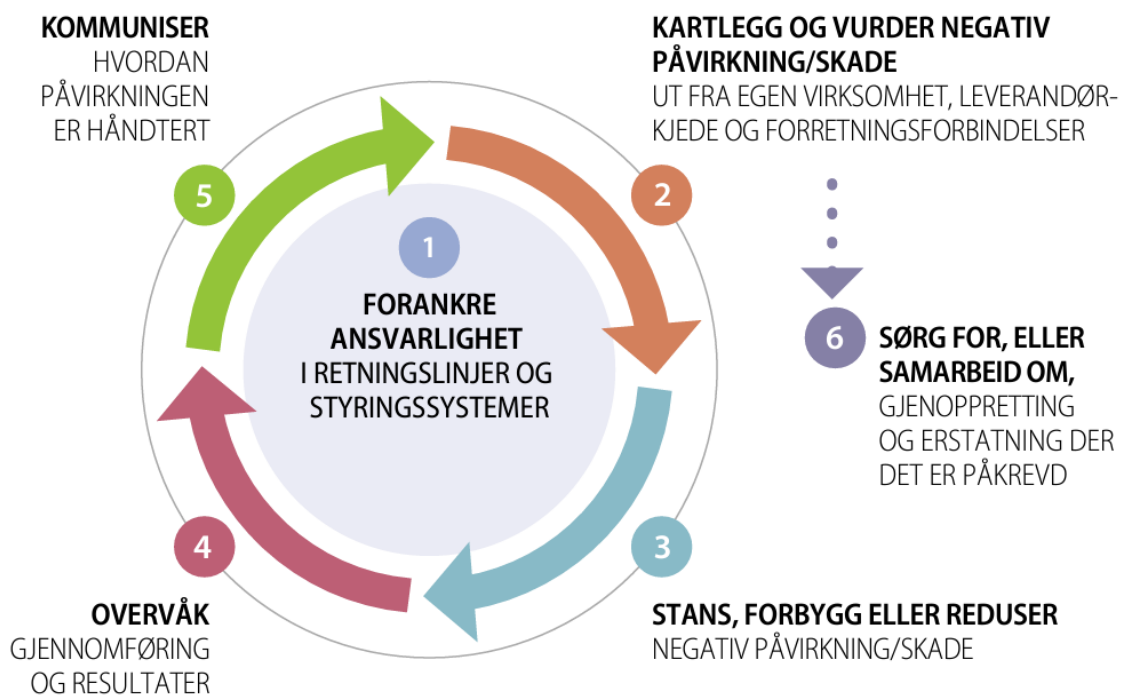 KOMMUNISER
HVORDAN
PÅVIRKNINGEN
ER HÅNDTERT
5
KARTLEGG OG VURDER NEGATIV
PÅVIRKNING/SKADE
UT FRA EGEN VIRKSOMHET, LEVERANDØR-
KJEDE OG FORRETNINGSFORBINDELSER
2
1
FORANKRE
ANSVARLIGHET
I RETNINGSLINJER OG
STYRINGSSYSTEMER
6
SØRG FOR, ELLER
SAMARBEID OM,
GJENOPPRETTING
OG ERSTATNING DER
DET ER PÅKREVD
4
OVERVÅK
GJENNOMFØRING
OG RESULTATER
3
STANS, FORBYGG ELLER REDUSER
NEGATIV PÅVIRKNING/SKADE